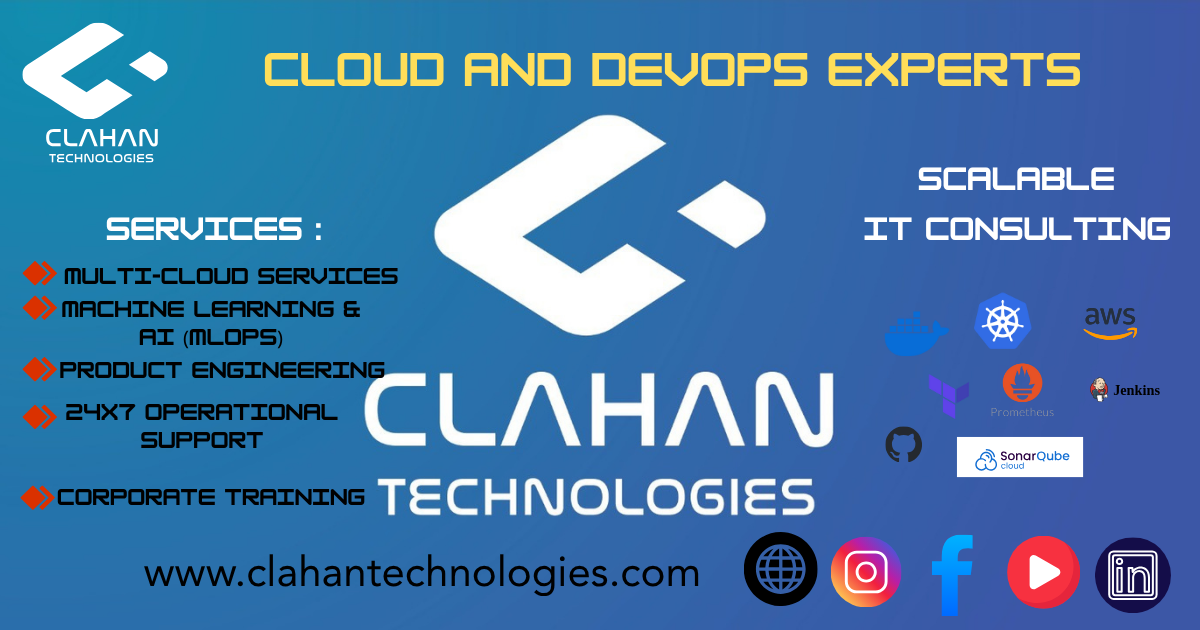 CLAHAN
TECHNOLOGIES
CLOUD AND DEVOPS EXPERTS
SERVICES :
MULTI-CLOUD SERVICES
MACHINE LEARNING &
AI (MLOPS)
PRODUCT ENGINEERING
24X7 OPERATIONAL
SUPPORT
CORPORATE TRAINING
CLAHAN
TECHNOLOGIES
SCALABLE
IT CONSULTING
aws
Prometheus
Jenkins
SonarQube
cloud
www.clahantechnologies.com
in